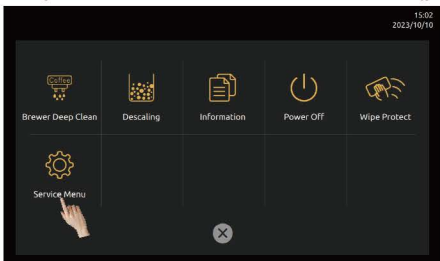 15:02
2023/10/10
Coffee
Brewer Deep Clean
Descaling
Information
Power Off
Wipe Protect
Service Menu